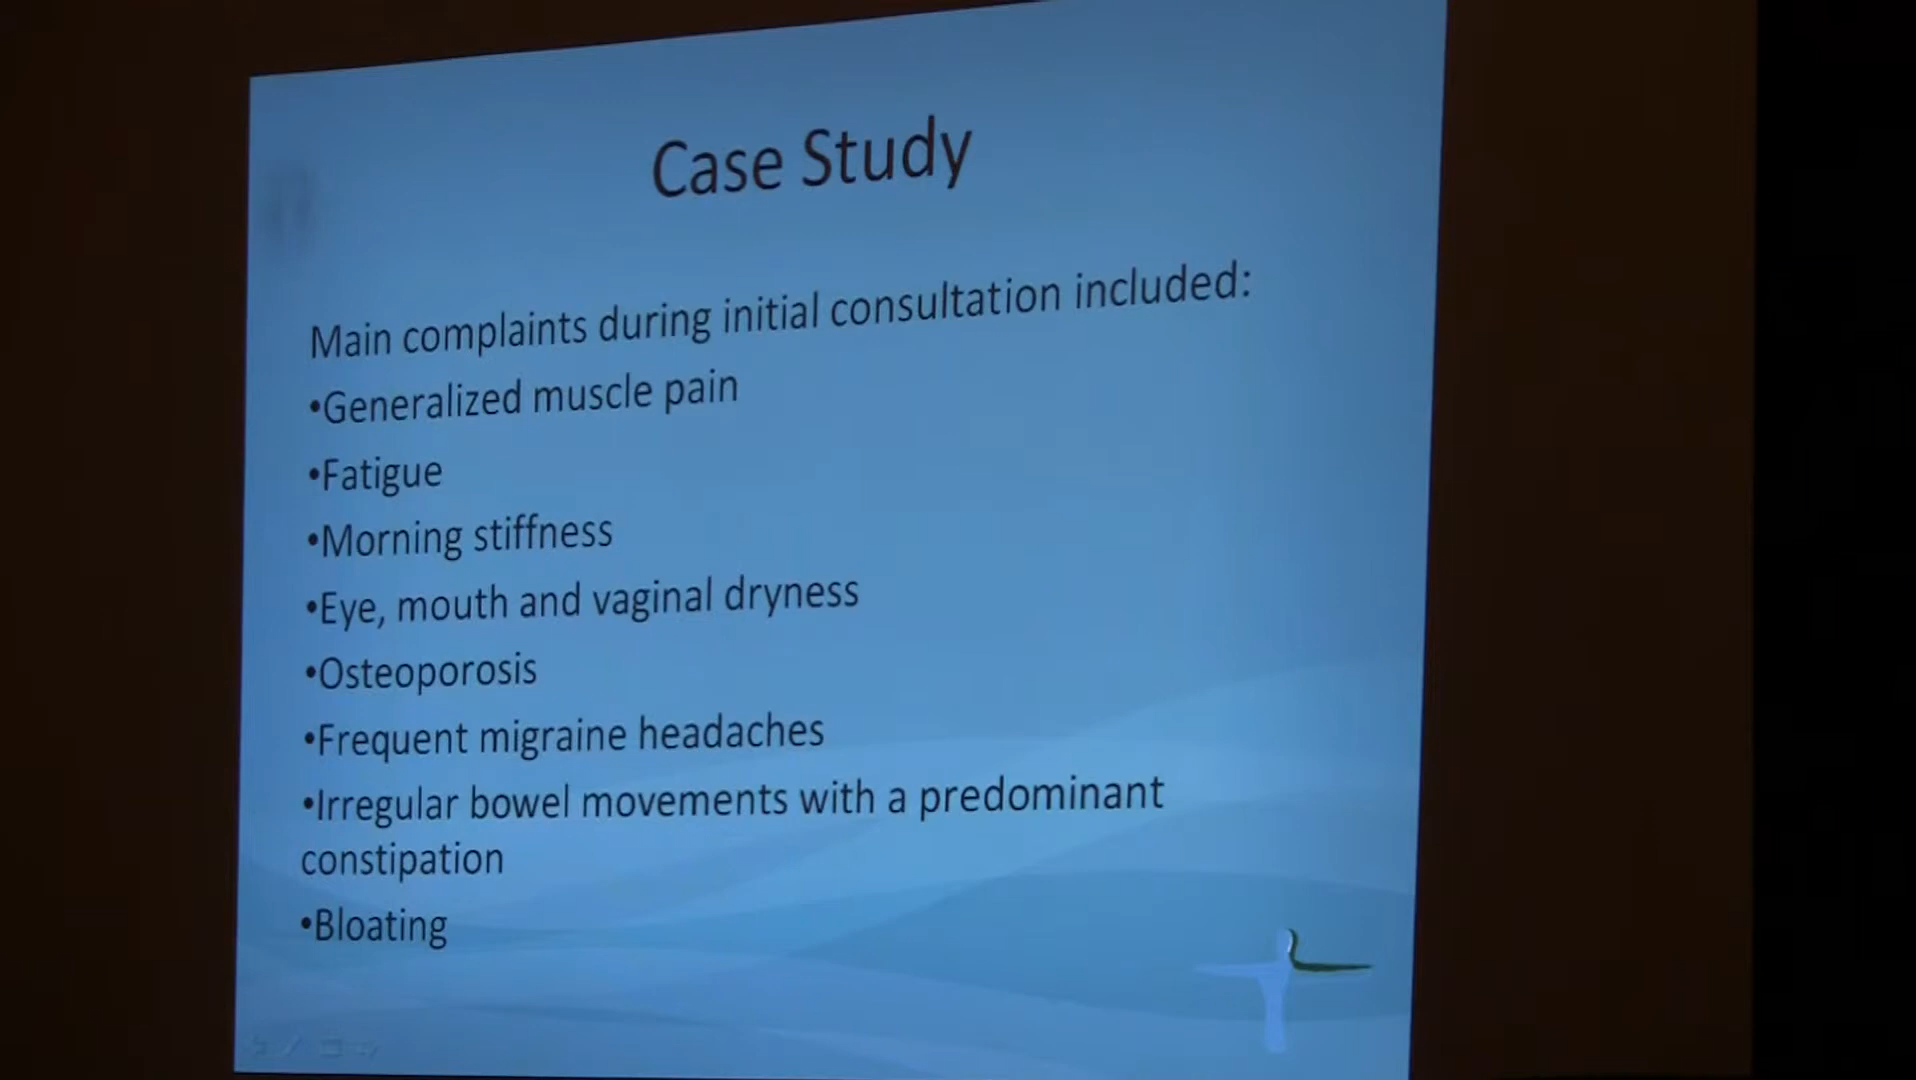 Case Study
Main complaints during initial consultation included:
•Generalized muscle pain
•Fatigue
•Morning stiffness
•Eye, mouth and vaginal dryness
•Osteoporosis
•Frequent migraine headaches
•Irregular bowel movements with a predominant
constipation
•Bloating